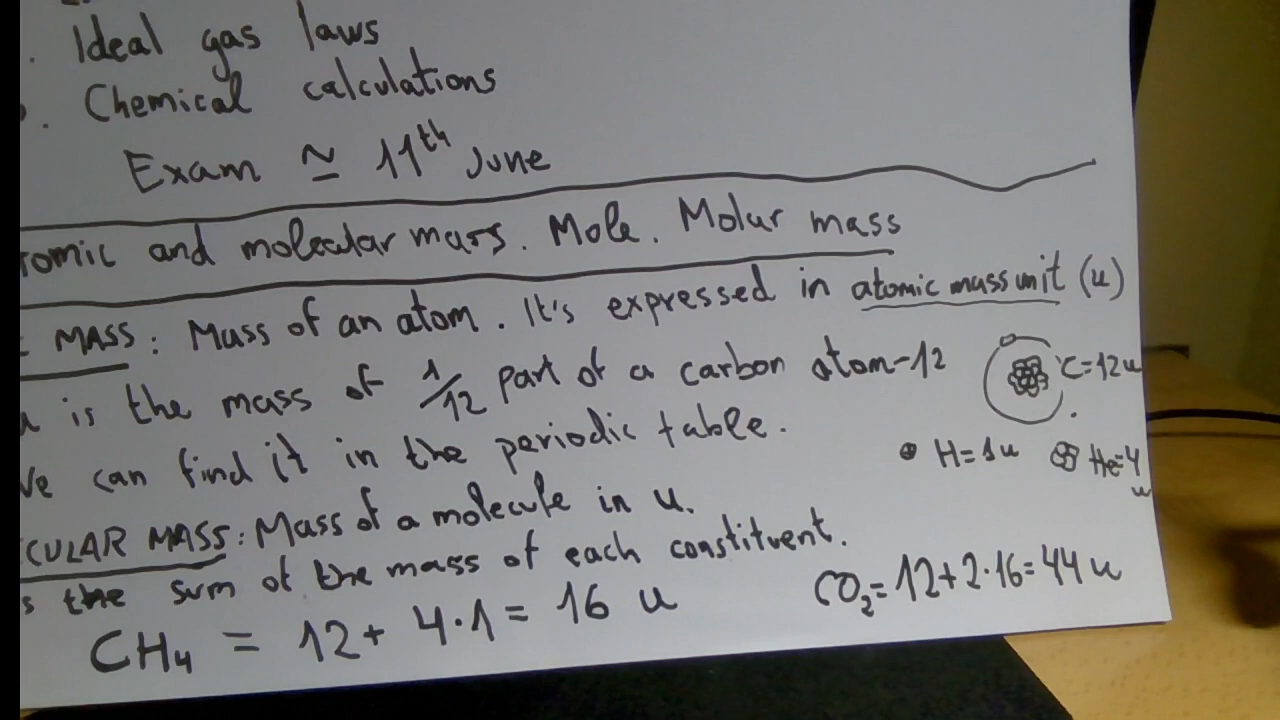 . Ideal gas laws
. Chemical calculations
Exam ≃ 11th June
tomic and molecular mass. Mole. Molar mass
MASS: Mass of an atom. It's expressed in atomic mass unit (u)
u is the mass of 1/12 part of a carbon atom-12
C=12u
We can find it in the periodic table.
H=1u He=4u
CULAR MASS: Mass of a molecule in u.
s the sum of the mass of each constituent.
CH4 = 12+ 4·1= 16 u
CO2=12+2·16=44u